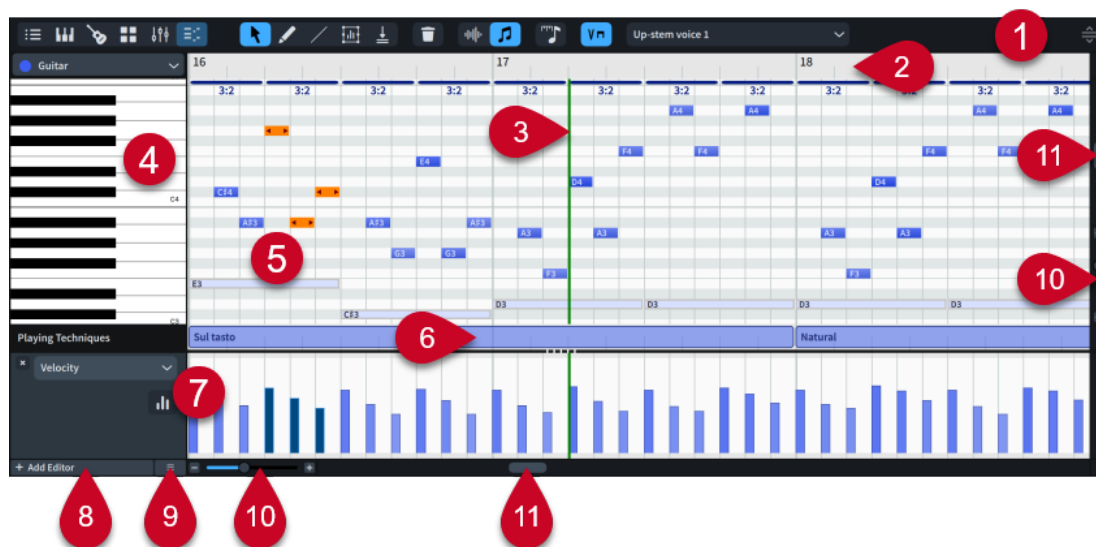 Up-stem voice 1
1
Guitar
16
17
18
2
3:2 3:2 3:2 3:2 3:2 3:2 3:2 3:2 3:2 3:2 3:2
A4 A4 A4 A4
3
4
E4
F4 F4 F4 F4
11
D4 D4
C♯4
C4
A♯3 A♯3 A♯3
A3 A3 A3 A3
5
G3 G3
F3 F3
10
E3
D3 D3 D3 D3
C♯3
C3
Playing Techniques
Sul tasto
6
Natural
Velocity
7
+ Add Editor
8
9
10
11